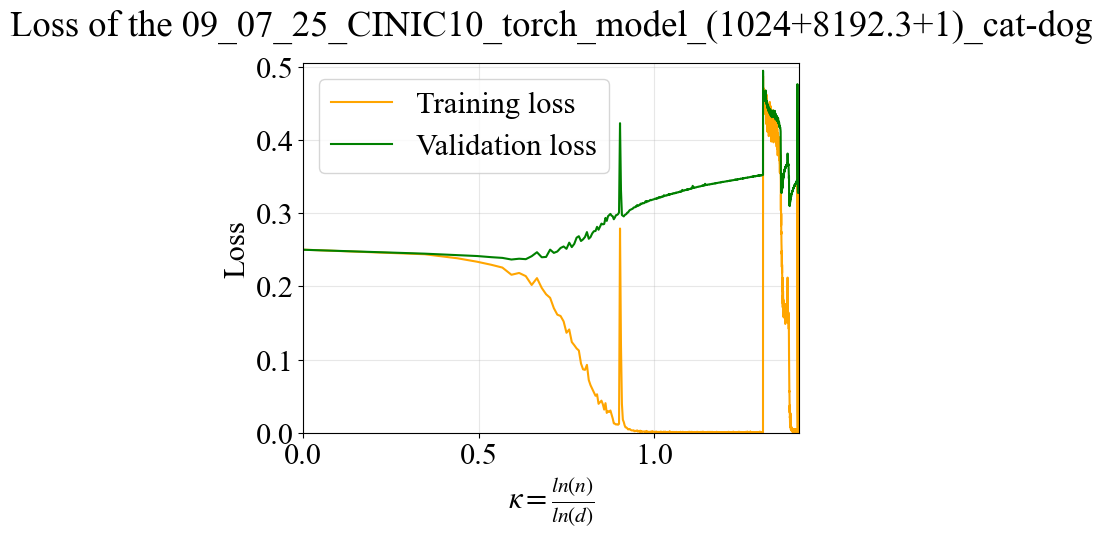 Loss of the 09_07_25_CINIC10_torch_model_(1024+8192.3+1)_cat-dog
0.5
0.4
0.3
0.2
0.1
0.0
Loss
Training loss
Validation loss
0.0 0.5 1.0
κ = ln(n) / ln(d)